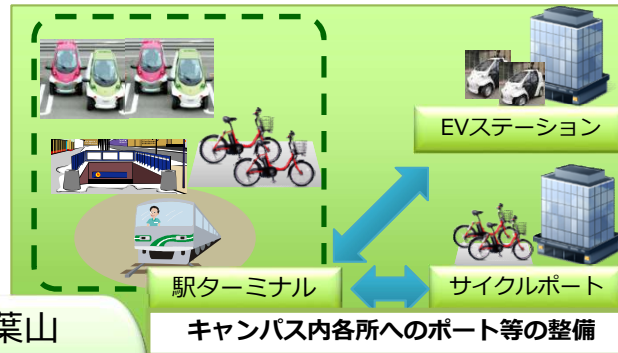 EVステーション
駅ターミナル
サイクルポート
葉山
キャンパス内各所へのポート等の整備